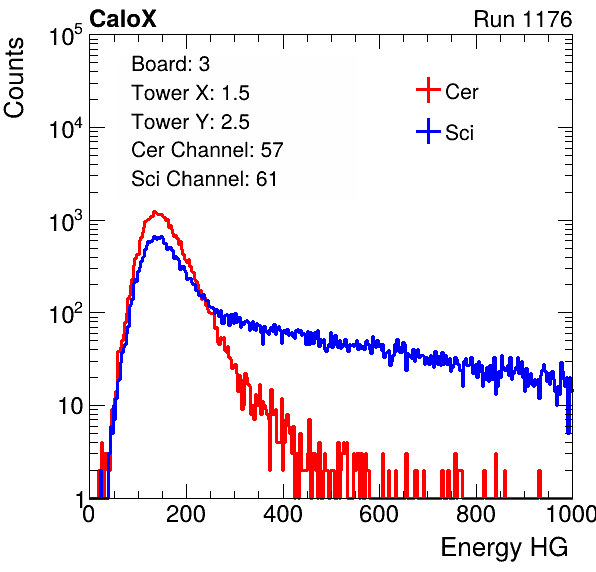 CaloX Run 1176
Counts
Board: 3
Tower X: 1.5
Tower Y: 2.5
Cer Channel: 57
Sci Channel: 61
Cer
Sci
10^5
10^4
10^3
10^2
10
1
0 200 400 600 800 1000
Energy HG